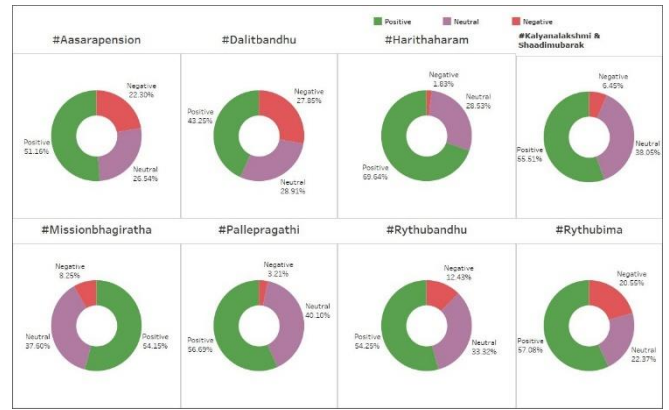 Positive
Neutral
Negative
#Aasarapension
Negative
22.30%
Positive
51.16%
Neutral
26.54%
#Dalitbandhu
Negative
27.85%
Positive
43.25%
Neutral
28.91%
#Harithaharam
Negative
1.83%
Neutral
28.53%
Positive
69.64%
#Kalyanalakshmi &
Shaadimubarak
Negative
6.45%
Positive
55.51%
Neutral
38.05%
#Missionbhagiratha
Negative
8.25%
Neutral
37.60%
Positive
54.15%
#Pallepragathi
Negative
3.21%
Neutral
40.10%
Positive
56.69%
#Rythubandhu
Negative
12.43%
Positive
54.25%
Neutral
33.32%
#Rythubima
Negative
20.55%
Positive
57.08%
Neutral
22.37%